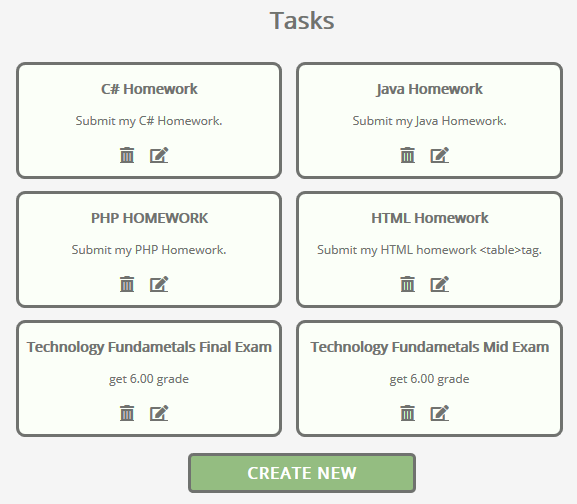 Tasks
C# Homework
Submit my C# Homework.
Java Homework
Submit my Java Homework.
PHP HOMEWORK
Submit my PHP Homework.
HTML Homework
Submit my HTML homework <table>tag.
Technology Fundametals Final Exam
get 6.00 grade
Technology Fundametals Mid Exam
get 6.00 grade
CREATE NEW